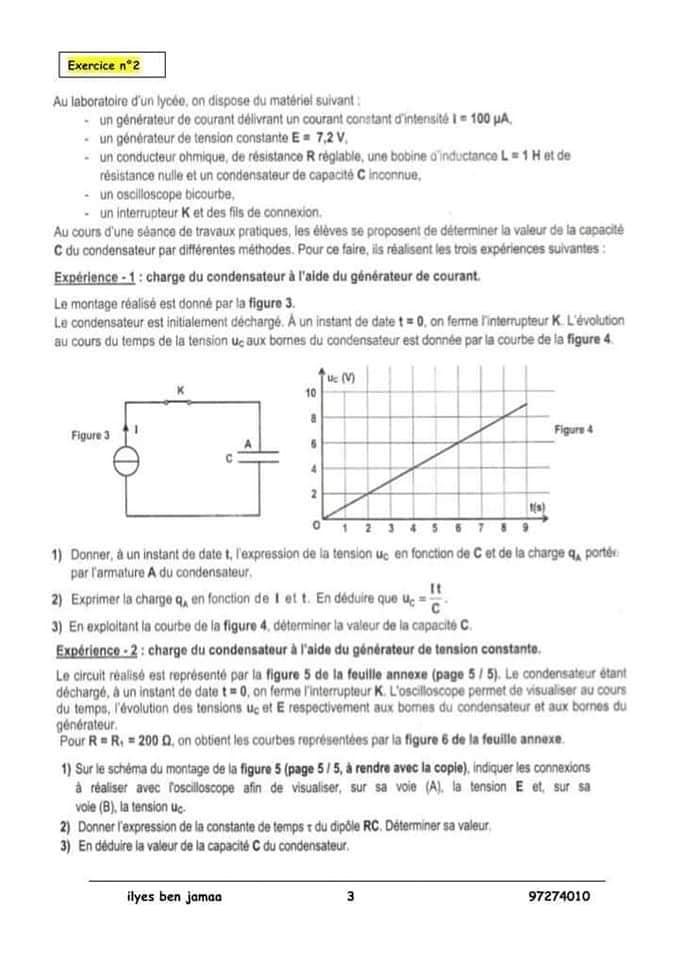 Exercice n°2
Au laboratoire d'un lycée, on dispose du matériel suivant :
- un générateur de courant délivrant un courant constant d'intensité I = 100 µA,
- un générateur de tension constante E = 7,2 V,
- un conducteur ohmique, de résistance R réglable, une bobine d'inductance L = 1 H et de
résistance nulle et un condensateur de capacité C inconnue,
- un oscilloscope bicourbe,
- un interrupteur K et des fils de connexion.
Au cours d'une séance de travaux pratiques, les élèves se proposent de déterminer la valeur de la capacité
C du condensateur par différentes méthodes. Pour ce faire, ils réalisent les trois expériences suivantes :
Expérience - 1 : charge du condensateur à l'aide du générateur de courant.
Le montage réalisé est donné par la figure 3.
Le condensateur est initialement déchargé. À un instant de date t = 0, on ferme l'interrupteur K. L'évolution
au cours du temps de la tension uC aux bornes du condensateur est donnée par la courbe de la figure 4.
K
Figure 3
I
A
C
uC (V)
10
8
6
4
2
O
1 2 3 4 5 6 7 8 9
t(s)
Figure 4
1) Donner, à un instant de date t, l'expression de la tension uC en fonction de C et de la charge qA portée
par l'armature A du condensateur.
2) Exprimer la charge qA en fonction de I et t. En déduire que uC = It/C.
3) En exploitant la courbe de la figure 4, déterminer la valeur de la capacité C.
Expérience - 2 : charge du condensateur à l'aide du générateur de tension constante.
Le circuit réalisé est représenté par la figure 5 de la feuille annexe (page 5 / 5). Le condensateur étant
déchargé, à un instant de date t = 0, on ferme l'interrupteur K. L'oscilloscope permet de visualiser au cours
du temps, l'évolution des tensions uC et E respectivement aux bornes du condensateur et aux bornes du
générateur.
Pour R = R1 = 200 Ω, on obtient les courbes représentées par la figure 6 de la feuille annexe.
1) Sur le schéma du montage de la figure 5 (page 5 / 5, à rendre avec la copie), indiquer les connexions
à réaliser avec l'oscilloscope afin de visualiser, sur sa voie (A), la tension E et, sur sa
voie (B), la tension uC.
2) Donner l'expression de la constante de temps τ du dipôle RC. Déterminer sa valeur.
3) En déduire la valeur de la capacité C du condensateur.
ilyes ben jamaa 3 97274010